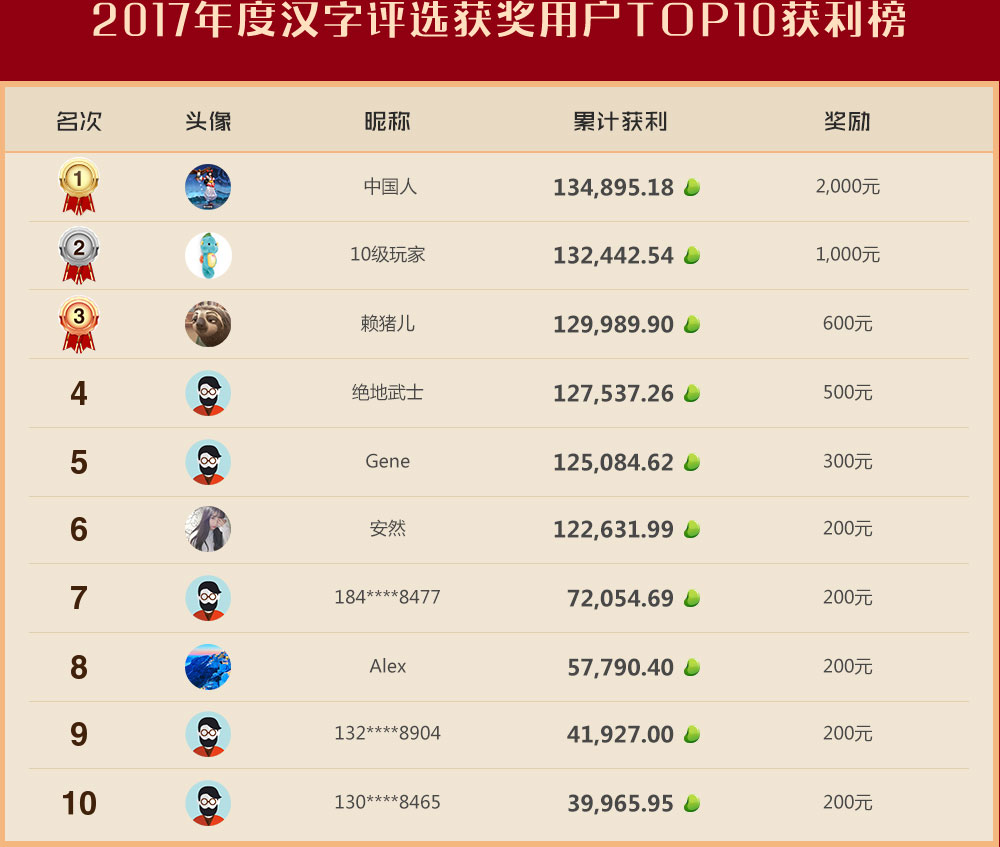 2017年度汉字评选获奖用户TOP10获利榜
名次 头像 昵称 累计获利 奖励
1 中国人 134,895.18 2,000元
2 10级玩家 132,442.54 1,000元
3 赖猪儿 129,989.90 600元
4 绝地武士 127,537.26 500元
5 Gene 125,084.62 300元
6 安然 122,631.99 200元
7 184****8477 72,054.69 200元
8 Alex 57,790.40 200元
9 132****8904 41,927.00 200元
10 130****8465 39,965.95 200元